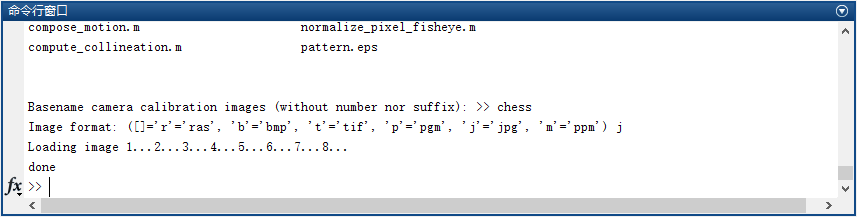 命令行窗口
compose_motion.m normalize_pixel_fisheye.m
compute_collineation.m pattern.eps
Basename camera calibration images (without number nor suffix): >> chess
Image format: ([]='r'='ras', 'b'='bmp', 't'='tif', 'p'='pgm', 'j'='jpg', 'm'='ppm') j
Loading image 1...2...3...4...5...6...7...8...
done
fx >>